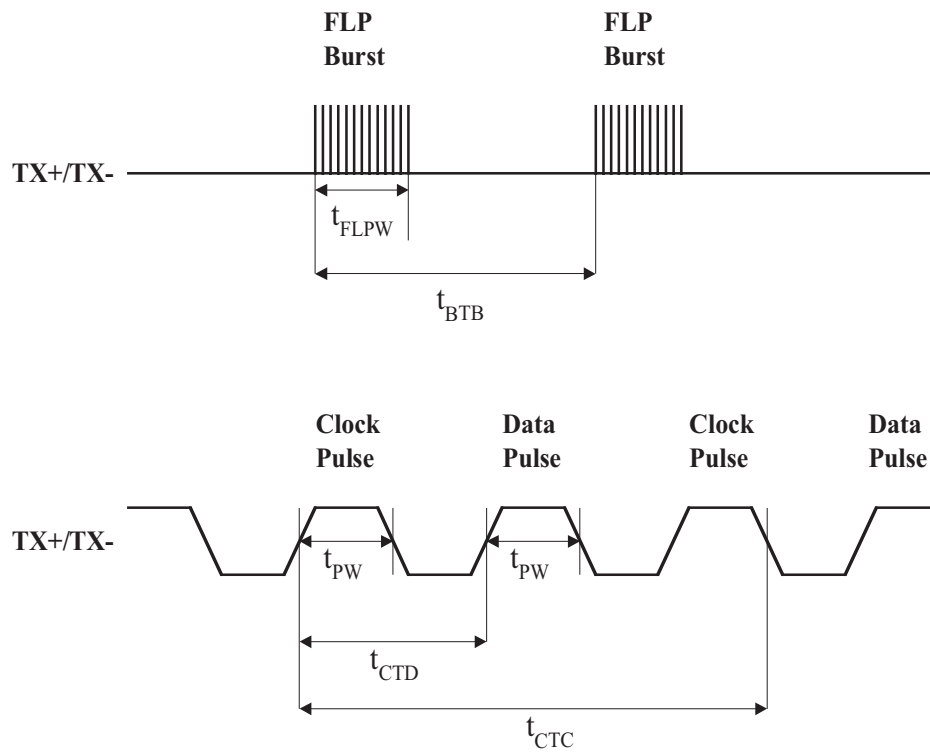 FLP
Burst
FLP
Burst
TX+/TX-
tFLPW
tBTB
Clock
Pulse
Data
Pulse
Clock
Pulse
Data
Pulse
TX+/TX-
tPW
tPW
tCTD
tCTC